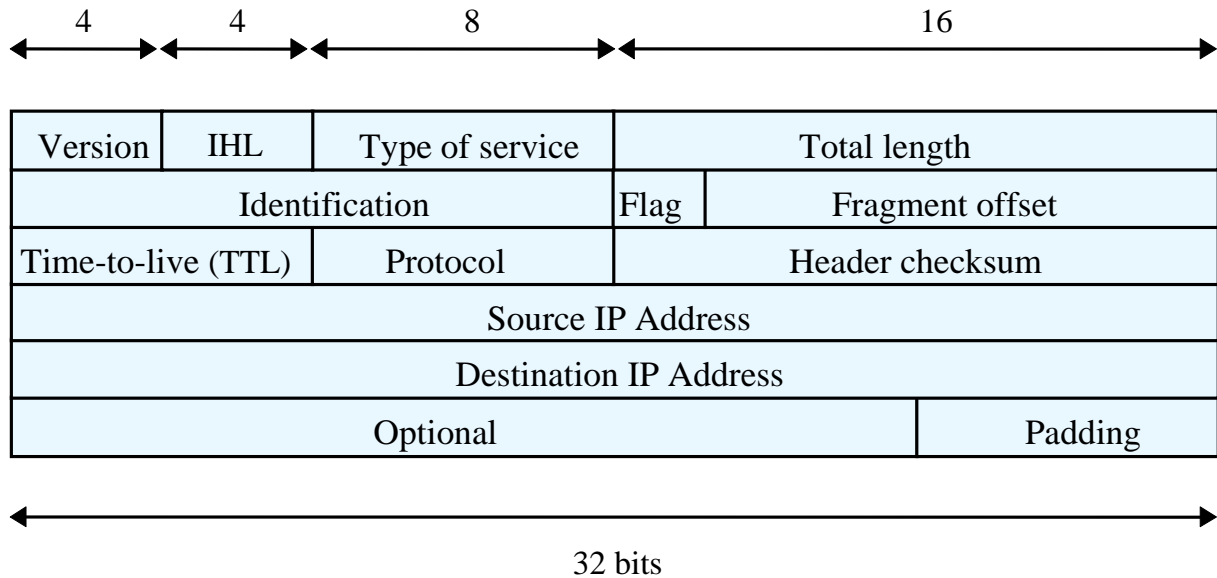 4 4 8 16
Version IHL Type of service Total length
Identification Flag Fragment offset
Time-to-live (TTL) Protocol Header checksum
Source IP Address
Destination IP Address
Optional Padding
32 bits